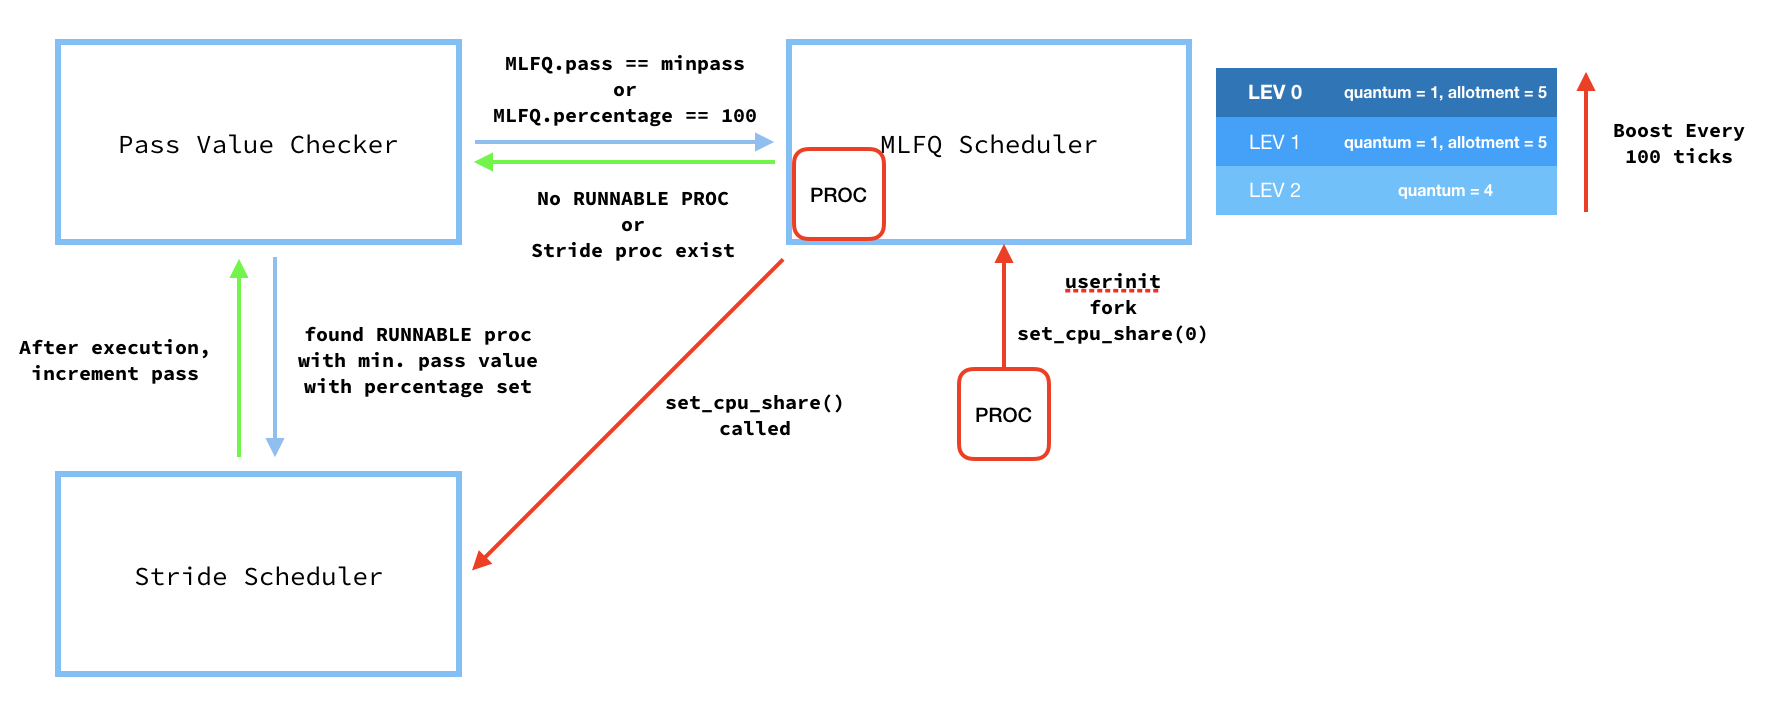 MLFQ.pass == minpass
or
MLFQ.percentage == 100
Pass Value Checker
MLFQ Scheduler
PROC
No RUNNABLE PROC
or
Stride proc exist
LEV 0 quantum = 1, allotment = 5
LEV 1 quantum = 1, allotment = 5
LEV 2 quantum = 4
Boost Every
100 ticks
userinit
fork
set_cpu_share(0)
After execution,
increment pass
found RUNNABLE proc
with min. pass value
with percentage set
set_cpu_share()
called
PROC
Stride Scheduler